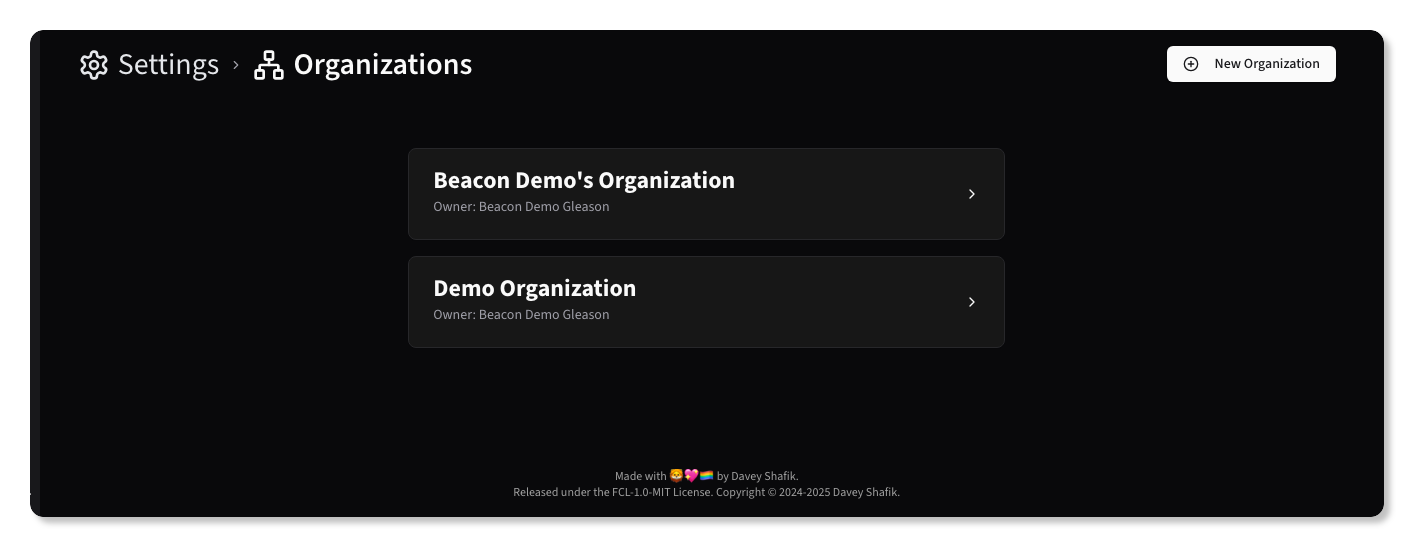 Settings > Organizations
New Organization
Beacon Demo's Organization
Owner: Beacon Demo Gleason
Demo Organization
Owner: Beacon Demo Gleason
Made with 🦁💖🏳️‍🌈 by Davey Shafik.
Released under the FCL-1.0-MIT License. Copyright © 2024-2025 Davey Shafik.